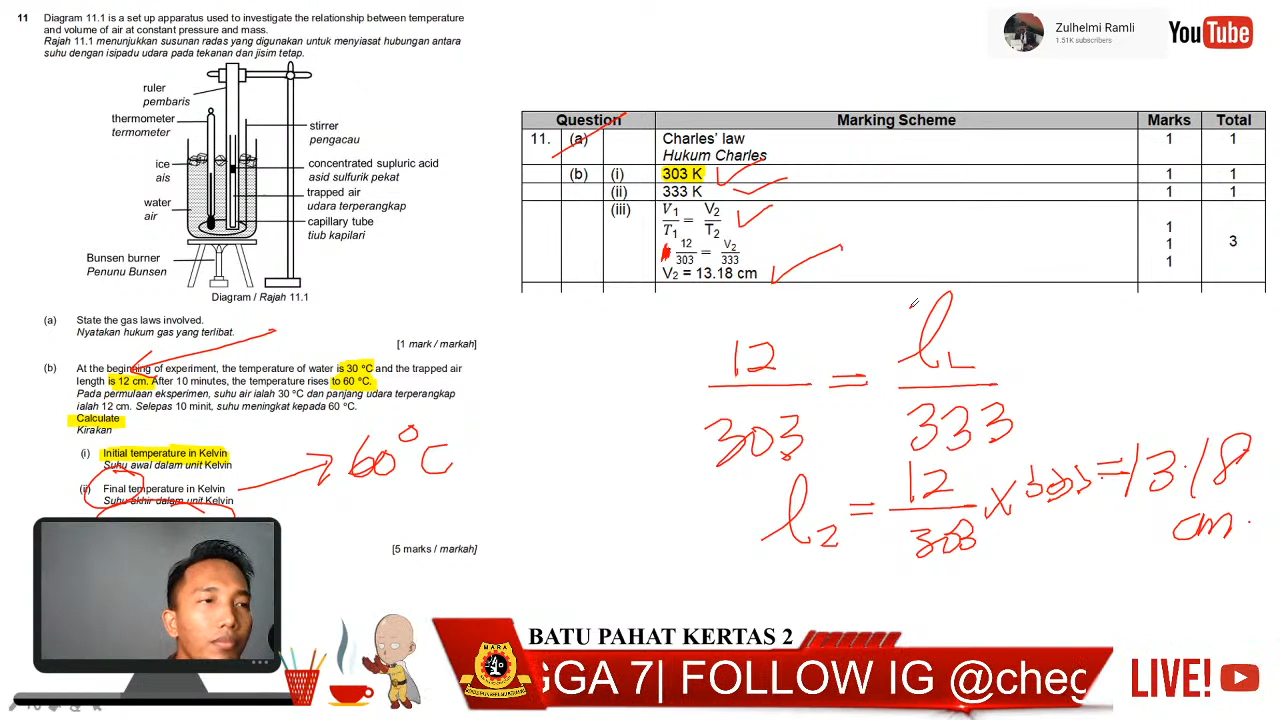 11 Diagram 11.1 is a set up apparatus used to investigate the relationship between temperature
and volume of air at constant pressure and mass.
Rajah 11.1 menunjukkan susunan radas yang digunakan untuk menyiasat hubungan antara
suhu dengan isipadu udara pada tekanan dan jisim tetap.
ruler
pembaris
thermometer
termometer
stirrer
pengacau
ice
ais
concentrated supluric acid
asid sulfurik pekat
trapped air
udara terperangkap
water
air
capillary tube
tiub kapilari
Bunsen burner
Penunu Bunsen
Diagram / Rajah 11.1
(a) State the gas laws involved.
Nyatakan hukum gas yang terlibat.
[1 mark / markah]
(b) At the beginning of experiment, the temperature of water is 30 °C and the trapped air
length is 12 cm. After 10 minutes, the temperature rises to 60 °C.
Pada permulaan eksperimen, suhu air ialah 30 °C dan panjang udara terperangkap
ialah 12 cm. Selepas 10 minit, suhu meningkat kepada 60 °C.
Calculate
Kirakan
(i) Initial temperature in Kelvin
Suhu awal dalam unit Kelvin
(ii) Final temperature in Kelvin
Suhu akhir dalam unit Kelvin
60°C
[5 marks / markah]
Zulhelmi Ramli
1.51K subscribers
YouTube
Question Marking Scheme Marks Total
11. (a) Charles' law 1 1
Hukum Charles
(b) (i) 303 K 1 1
(ii) 333 K 1 1
(iii) V1/T1 = V2/T2 1
12/303 = V2/333 1 3
V2 = 13.18 cm 1
12/303 = l2/333
l2 = 12/303 x 333 = 13.18
cm.
BATU PAHAT KERTAS 2
MARA
GGA 7| FOLLOW IG @cheg
LIVE!